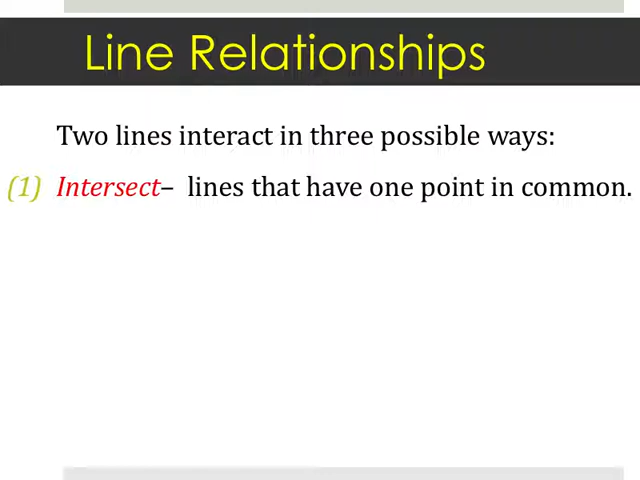 Line Relationships
Two lines interact in three possible ways:
(1) Intersect– lines that have one point in common.